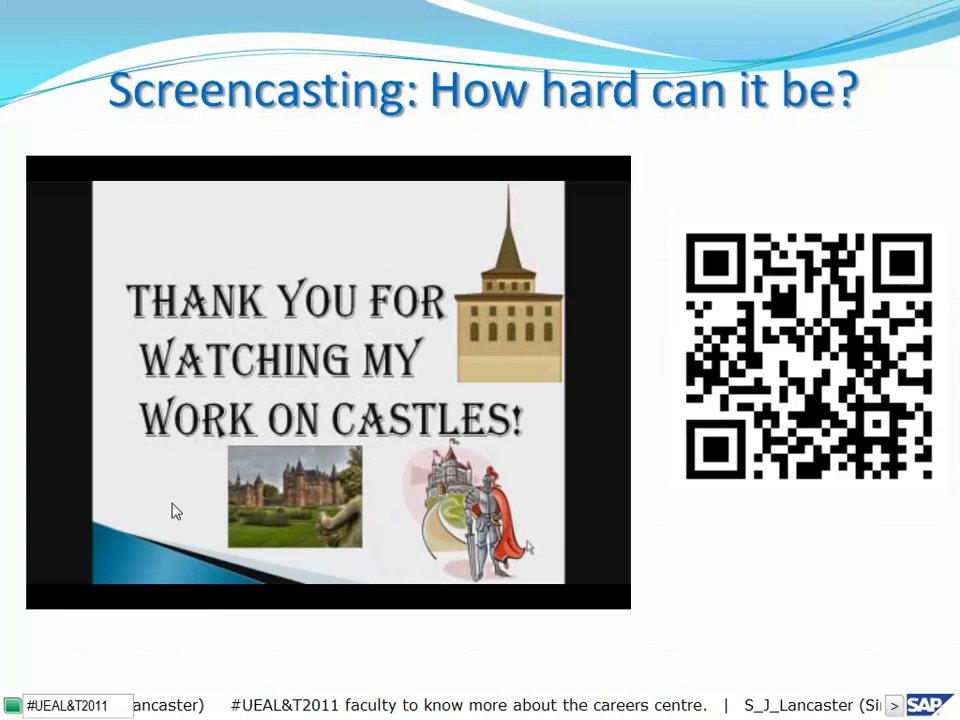 Screencasting: How hard can it be?
THANK YOU FOR
WATCHING MY
WORK ON CASTLES!
#UEAL&T2011 ancaster) #UEAL&T2011 faculty to know more about the careers centre. | S_J_Lancaster (Si > SAP